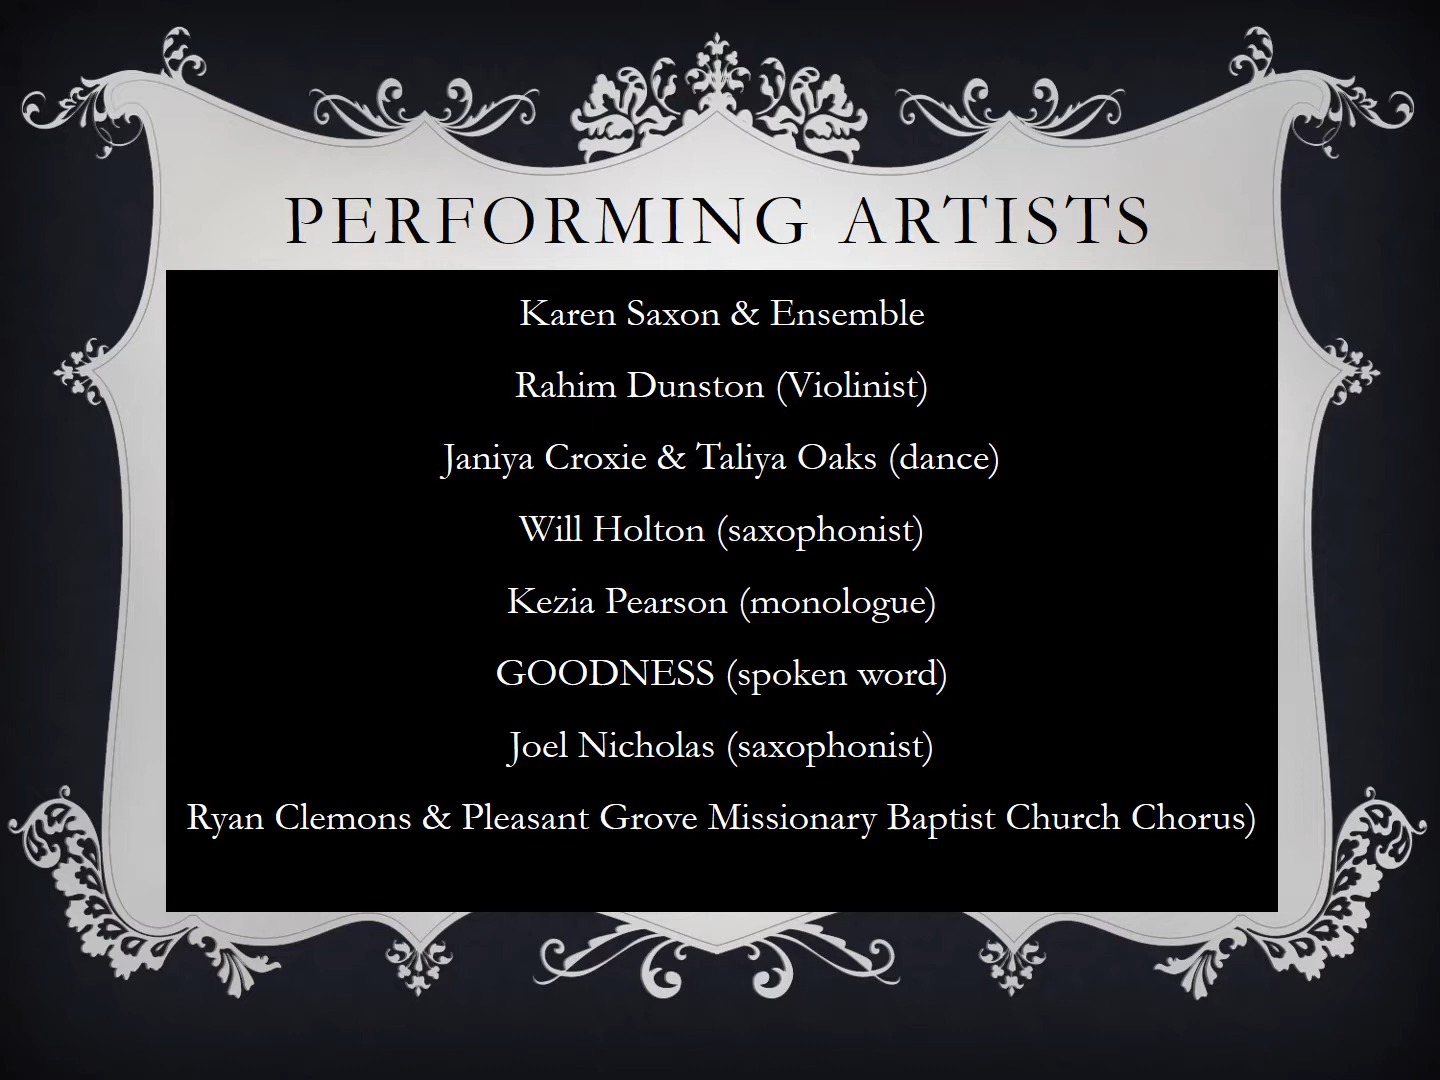 PERFORMING ARTISTS
Karen Saxon & Ensemble
Rahim Dunston (Violinist)
Janiya Croxie & Taliya Oaks (dance)
Will Holton (saxophonist)
Kezia Pearson (monologue)
GOODNESS (spoken word)
Joel Nicholas (saxophonist)
Ryan Clemons & Pleasant Grove Missionary Baptist Church Chorus)